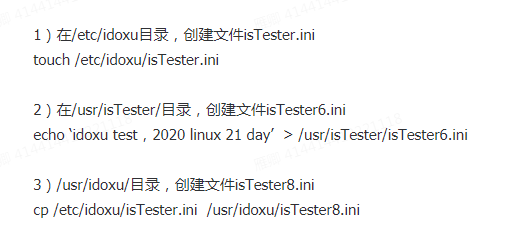 1）在/etc/idoxu目录，创建文件isTester.ini
touch /etc/idoxu/isTester.ini
2）在/usr/isTester/目录，创建文件isTester6.ini
echo ‘idoxu test，2020 linux 21 day’ > /usr/isTester/isTester6.ini
3）/usr/idoxu/目录，创建文件isTester8.ini
cp /etc/idoxu/isTester.ini /usr/idoxu/isTester8.ini